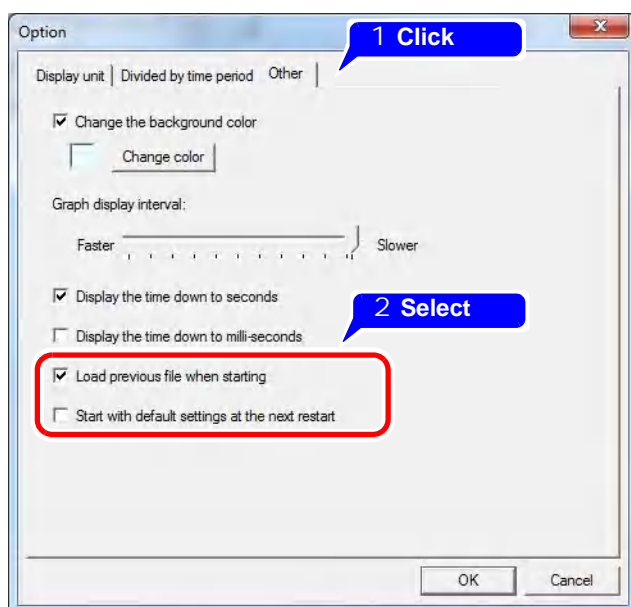 Option
1 Click
Display unit Divided by time period Other
Change the background color
Change color
Graph display interval:
Faster Slower
Display the time down to seconds
2 Select
Display the time down to milli-seconds
Load previous file when starting
Start with default settings at the next restart
OK Cancel